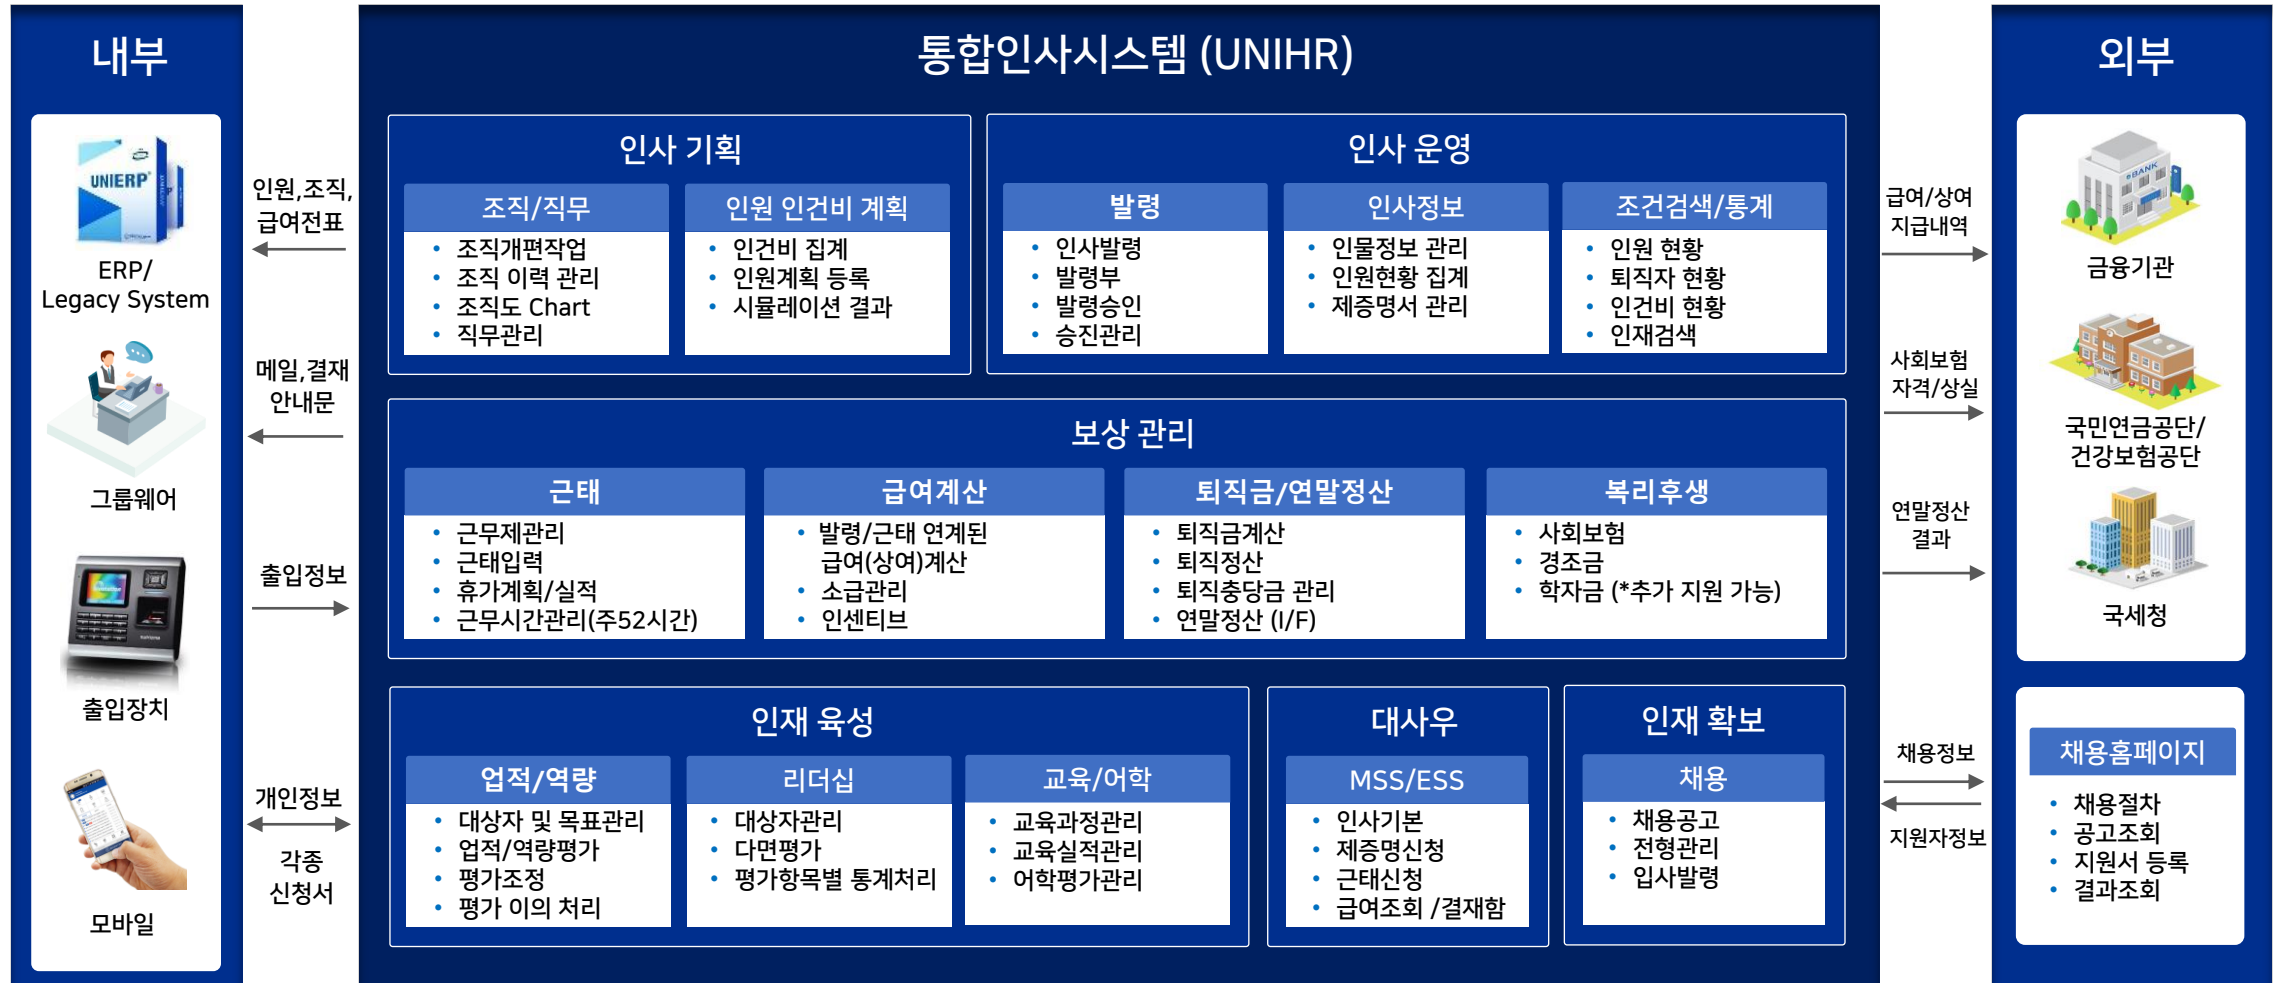 내부
UNIERP
ERP/
Legacy System
그룹웨어
출입장치
모바일
인원,조직,
급여전표
메일,결재
안내문
출입정보
개인정보
각종
신청서
통합인사시스템 (UNIHR)
인사 기획
조직/직무
• 조직개편작업
• 조직 이력 관리
• 조직도 Chart
• 직무관리
인원 인건비 계획
• 인건비 집계
• 인원계획 등록
• 시뮬레이션 결과
인사 운영
발령
• 인사발령
• 발령부
• 발령승인
• 승진관리
인사정보
• 인물정보 관리
• 인원현황 집계
• 제증명서 관리
조건검색/통계
• 인원 현황
• 퇴직자 현황
• 인건비 현황
• 인재검색
보상 관리
근태
• 근무제관리
• 근태입력
• 휴가계획/실적
• 근무시간관리(주52시간)
급여계산
• 발령/근태 연계된
급여(상여)계산
• 소급관리
• 인센티브
퇴직금/연말정산
• 퇴직금계산
• 퇴직정산
• 퇴직충당금 관리
• 연말정산 (I/F)
복리후생
• 사회보험
• 경조금
• 학자금 (*추가 지원 가능)
인재 육성
업적/역량
• 대상자 및 목표관리
• 업적/역량평가
• 평가조정
• 평가 이의 처리
리더십
• 대상자관리
• 다면평가
• 평가항목별 통계처리
교육/어학
• 교육과정관리
• 교육실적관리
• 어학평가관리
대사우
MSS/ESS
• 인사기본
• 제증명신청
• 근태신청
• 급여조회 /결재함
인재 확보
채용
• 채용공고
• 전형관리
• 입사발령
급여/상여
지급내역
사회보험
자격/상실
연말정산
결과
채용정보
지원자정보
외부
BANK
금융기관
국민연금공단/
건강보험공단
국세청
채용홈페이지
• 채용절차
• 공고조회
• 지원서 등록
• 결과조회